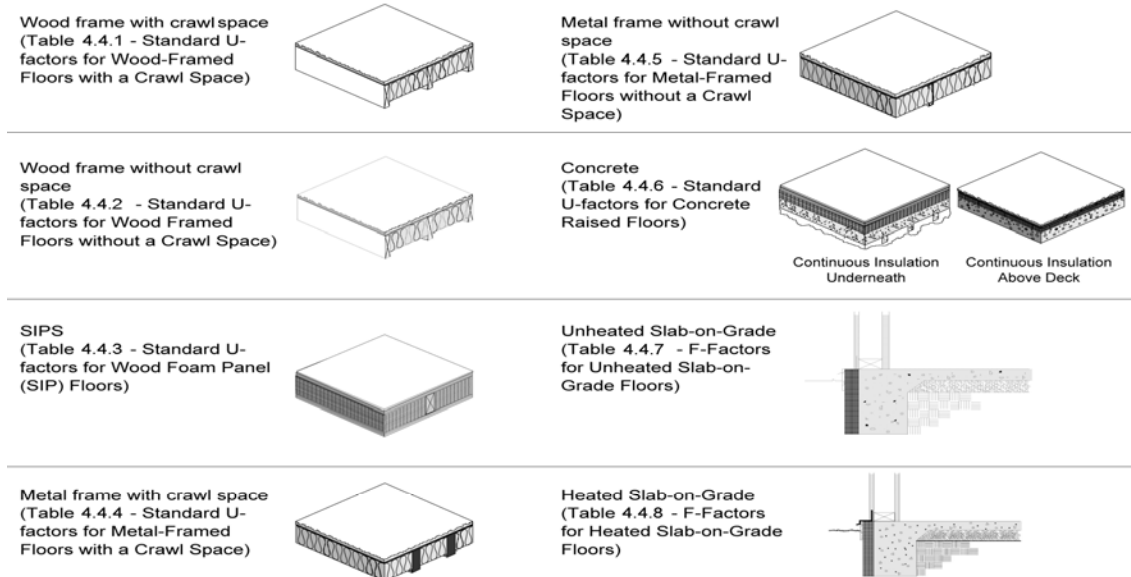 Wood frame with crawl space
(Table 4.4.1 - Standard U-
factors for Wood-Framed
Floors with a Crawl Space)
Metal frame without crawl
space
(Table 4.4.5 - Standard U-
factors for Metal-Framed
Floors without a Crawl
Space)
Wood frame without crawl
space
(Table 4.4.2 - Standard U-
factors for Wood Framed
Floors without a Crawl Space)
Concrete
(Table 4.4.6 - Standard
U-factors for Concrete
Raised Floors)
Continuous Insulation
Underneath
Continuous Insulation
Above Deck
SIPS
(Table 4.4.3 - Standard U-
factors for Wood Foam Panel
(SIP) Floors)
Unheated Slab-on-Grade
(Table 4.4.7 - F-Factors
for Unheated Slab-on-
Grade Floors)
Metal frame with crawl space
(Table 4.4.4 - Standard U-
factors for Metal-Framed
Floors with a Crawl Space)
Heated Slab-on-Grade
(Table 4.4.8 - F-Factors
for Heated Slab-on-Grade
Floors)